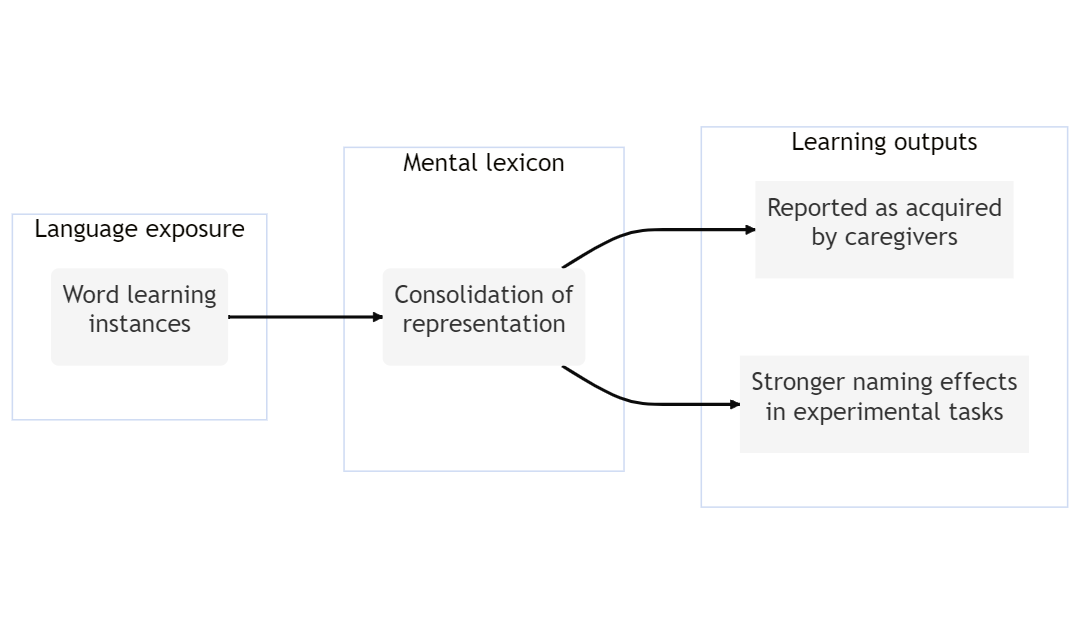 Language exposure
Word learning
instances
Mental lexicon
Consolidation of
representation
Learning outputs
Reported as acquired
by caregivers
Stronger naming effects
in experimental tasks